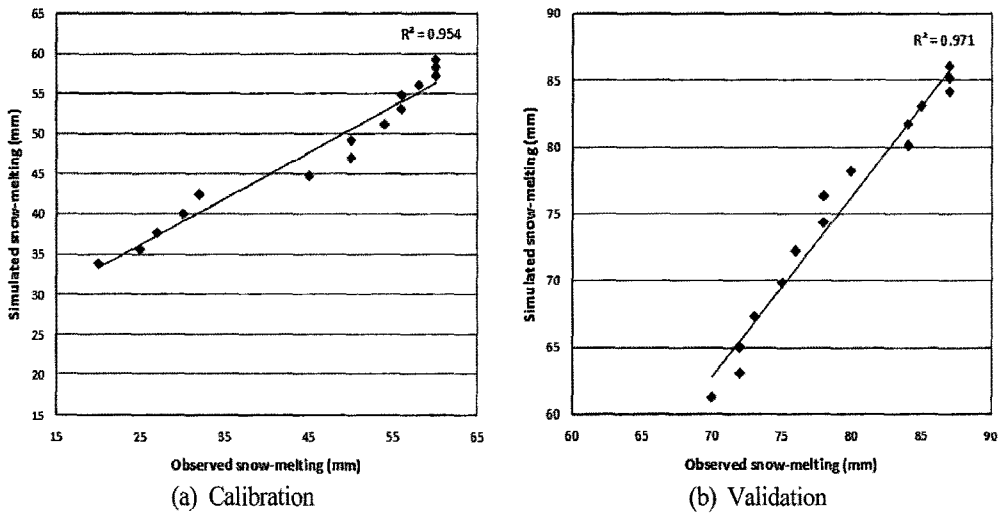 65
60
55
50
45
40
35
30
25
20
15
Simulated snow-melting (mm)
R² = 0.954
15 25 35 45 55 65
Observed snow-melting (mm)
(a) Calibration
90
85
80
75
70
65
60
Simulated snow-melting (mm)
R² = 0.971
60 65 70 75 80 85 90
Observed snow-melting (mm)
(b) Validation